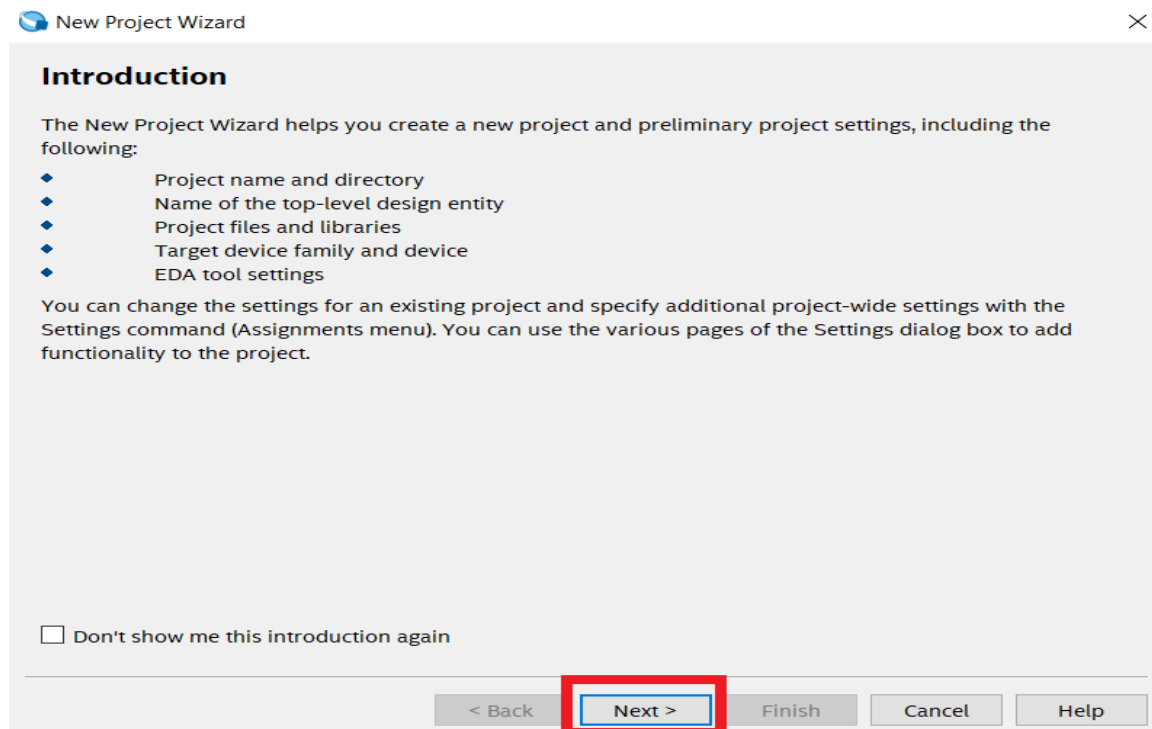 New Project Wizard
Introduction
The New Project Wizard helps you create a new project and preliminary project settings, including the
following:
Project name and directory
Name of the top-level design entity
Project files and libraries
Target device family and device
EDA tool settings
You can change the settings for an existing project and specify additional project-wide settings with the
Settings command (Assignments menu). You can use the various pages of the Settings dialog box to add
functionality to the project.
Don't show me this introduction again
< Back Next > Finish Cancel Help